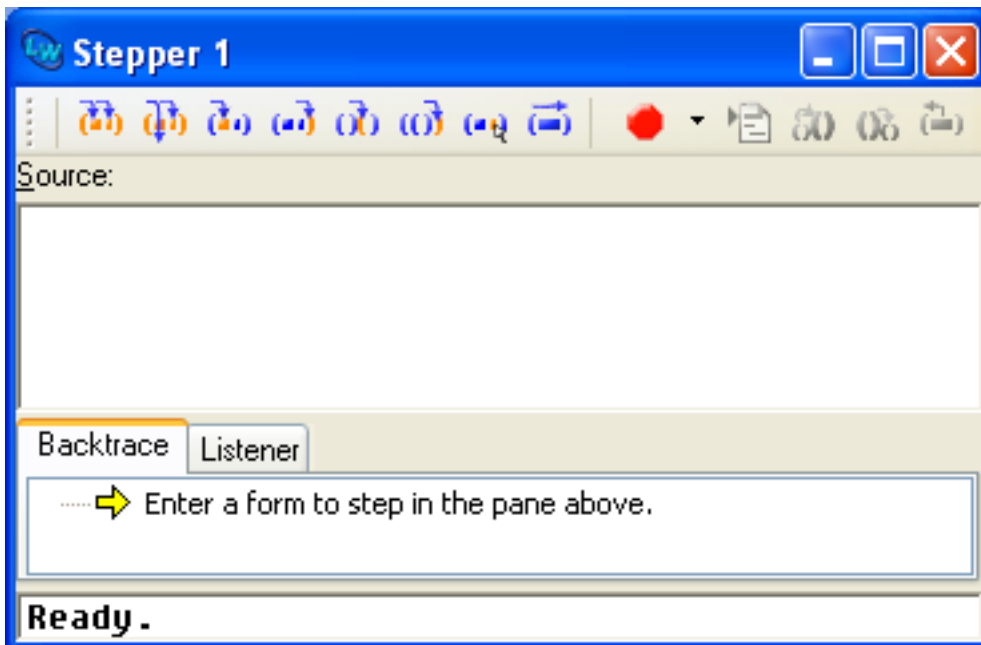 Stepper 1
Source:
Backtrace Listener
Enter a form to step in the pane above.
Ready.